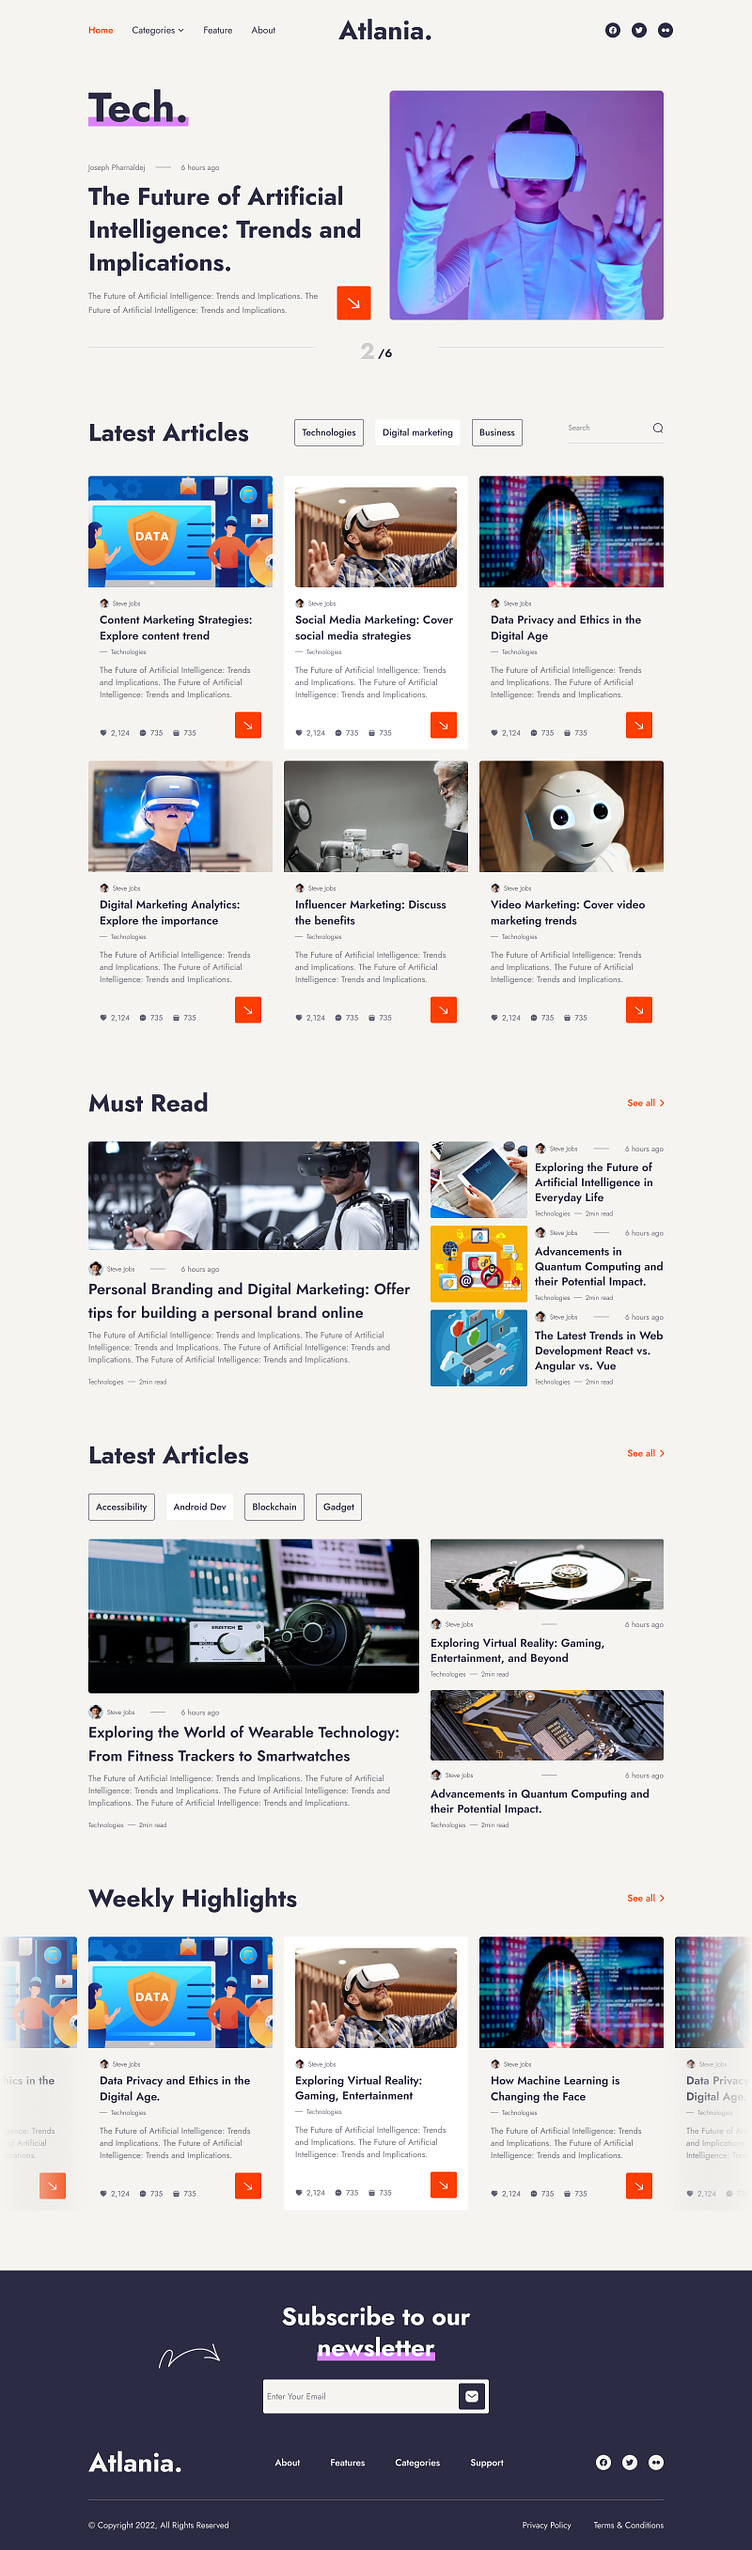 Home Categories Feature About Atlania.
Tech.
Joseph Pharnaldej 6 hours ago
The Future of Artificial
Intelligence: Trends and
Implications.
The Future of Artificial Intelligence: Trends and Implications. The
Future of Artificial Intelligence: Trends and Implications.
2 /6
Latest Articles Technologies Digital marketing Business Search
DATA
Steve Jobs
Content Marketing Strategies:
Explore content trend
Technologies
The Future of Artificial Intelligence: Trends
and Implications. The Future of Artificial
Intelligence: Trends and Implications.
2,124 735 735
Steve Jobs
Social Media Marketing: Cover
social media strategies
Technologies
The Future of Artificial Intelligence: Trends
and Implications. The Future of Artificial
Intelligence: Trends and Implications.
2,124 735 735
Steve Jobs
Data Privacy and Ethics in the
Digital Age
Technologies
The Future of Artificial Intelligence: Trends
and Implications. The Future of Artificial
Intelligence: Trends and Implications.
2,124 735 735
Steve Jobs
Digital Marketing Analytics:
Explore the importance
Technologies
The Future of Artificial Intelligence: Trends
and Implications. The Future of Artificial
Intelligence: Trends and Implications.
2,124 735 735
Steve Jobs
Influencer Marketing: Discuss
the benefits
Technologies
The Future of Artificial Intelligence: Trends
and Implications. The Future of Artificial
Intelligence: Trends and Implications.
2,124 735 735
Steve Jobs
Video Marketing: Cover video
marketing trends
Technologies
The Future of Artificial Intelligence: Trends
and Implications. The Future of Artificial
Intelligence: Trends and Implications.
2,124 735 735
Must Read See all
Steve Jobs 6 hours ago
Personal Branding and Digital Marketing: Offer
tips for building a personal brand online
The Future of Artificial Intelligence: Trends and Implications. The Future of Artificial
Intelligence: Trends and Implications. The Future of Artificial Intelligence: Trends and
Implications. The Future of Artificial Intelligence: Trends and Implications.
Technologies 2min read
Privacy
Steve Jobs 6 hours ago
Exploring the Future of
Artificial Intelligence in
Everyday Life
Technologies 2min read
Steve Jobs 6 hours ago
Advancements in
Quantum Computing and
their Potential Impact.
Technologies 2min read
Steve Jobs 6 hours ago
The Latest Trends in Web
Development React vs.
Angular vs. Vue
Technologies 2min read
Latest Articles See all
Accessibility Android Dev Blockchain Gadget
Steve Jobs 6 hours ago
Exploring the World of Wearable Technology:
From Fitness Trackers to Smartwatches
The Future of Artificial Intelligence: Trends and Implications. The Future of Artificial
Intelligence: Trends and Implications. The Future of Artificial Intelligence: Trends and
Implications. The Future of Artificial Intelligence: Trends and Implications.
Technologies 2min read
Steve Jobs 6 hours ago
Exploring Virtual Reality: Gaming,
Entertainment, and Beyond
Technologies 2min read
Steve Jobs 6 hours ago
Advancements in Quantum Computing and
their Potential Impact.
Technologies 2min read
Weekly Highlights See all
in the
Trends
Artificial
DATA
Steve Jobs
Data Privacy and Ethics in the
Digital Age.
Technologies
The Future of Artificial Intelligence: Trends
and Implications. The Future of Artificial
Intelligence: Trends and Implications.
2,124 735 735
Steve Jobs
Exploring Virtual Reality:
Gaming, Entertainment
Technologies
The Future of Artificial Intelligence: Trends
and Implications. The Future of Artificial
Intelligence: Trends and Implications.
2,124 735 735
Steve Jobs
How Machine Learning is
Changing the Face
Technologies
The Future of Artificial Intelligence: Trends
and Implications. The Future of Artificial
Intelligence: Trends and Implications.
2,124 735 735
Steve Jobs
Data Privacy
Digital Age.
Technologies
The Future of
and
2,124
Subscribe to our
newsletter
Enter Your Email
Atlania. About Features Categories Support
© Copyright 2022, All Rights Reserved Privacy Policy Terms & Conditions